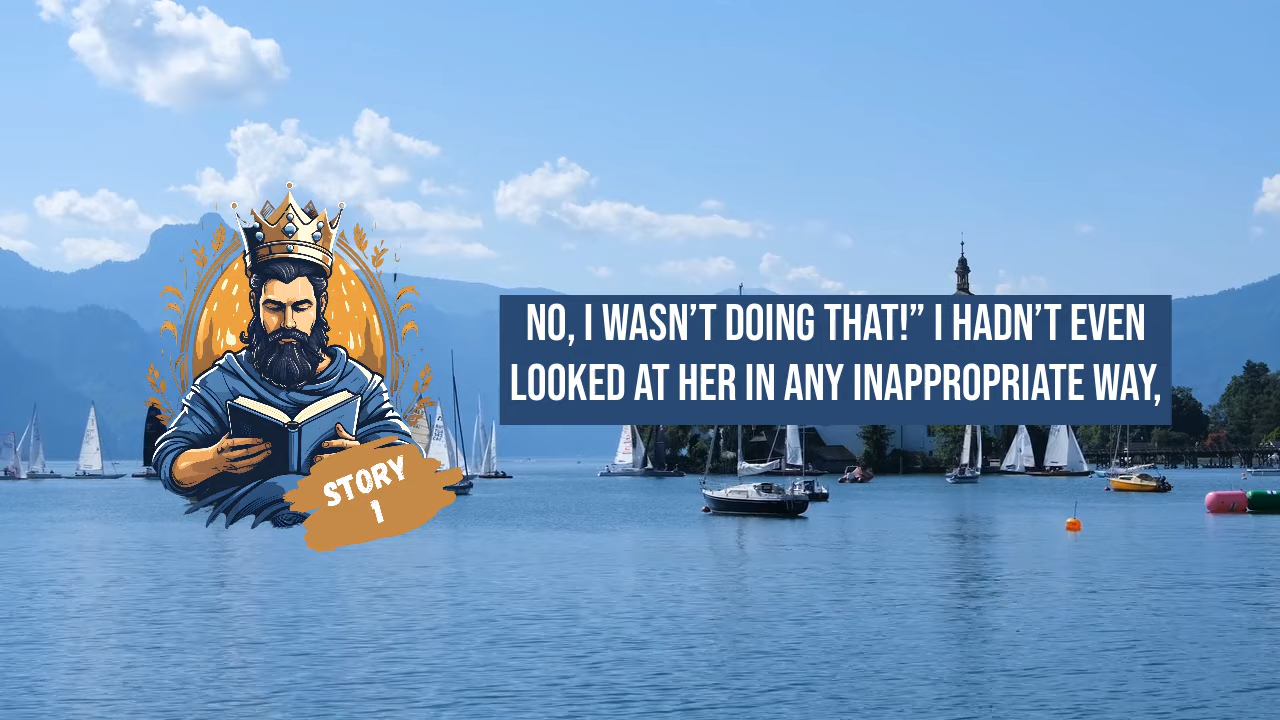 NO, I WASN’T DOING THAT!” I HADN’T EVEN
LOOKED AT HER IN ANY INAPPROPRIATE WAY,
STORY
1